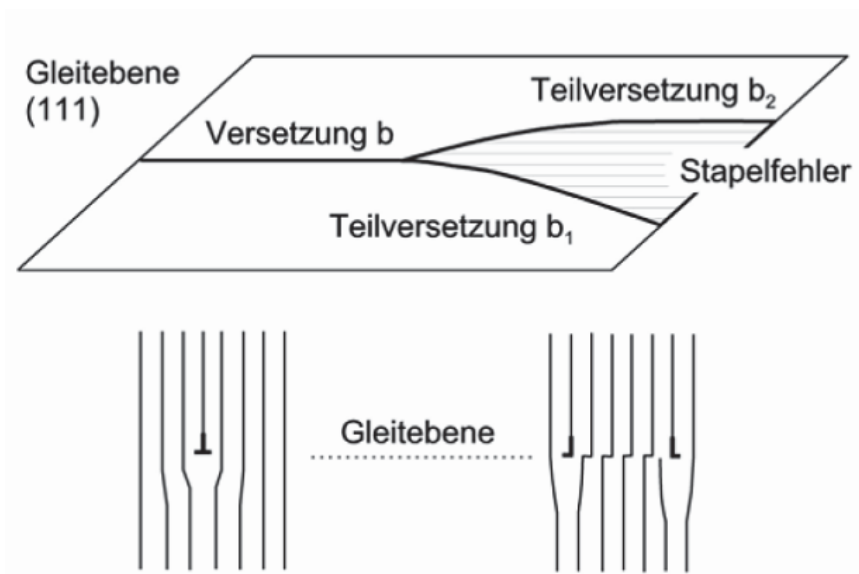 Gleitebene
(111)
Teilversetzung b₂
Versetzung b
Stapelfehler
Teilversetzung b₁
Gleitebene